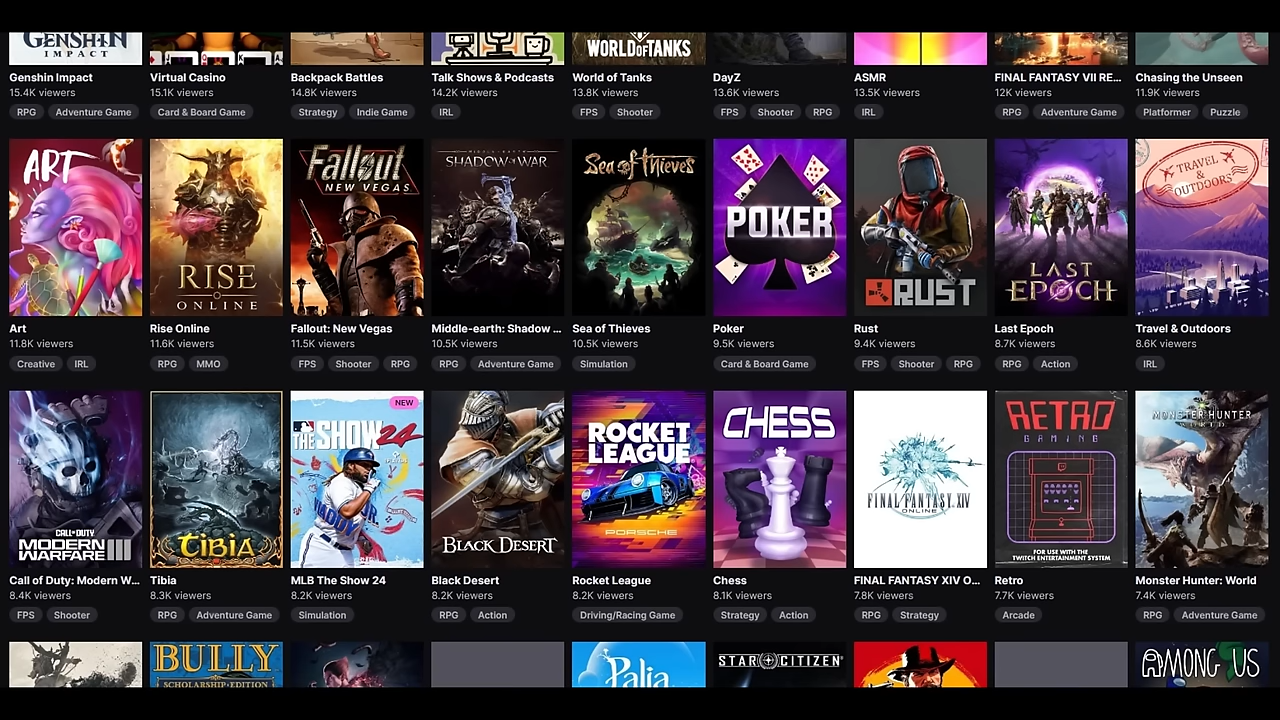 GENSHIN
IMPACT
WORLD OF TANKS
Genshin Impact
15.4K viewers
RPG
Adventure Game
Virtual Casino
15.1K viewers
Card & Board Game
Backpack Battles
14.8K viewers
Strategy
Indie Game
Talk Shows & Podcasts
14.2K viewers
IRL
World of Tanks
13.8K viewers
FPS
Shooter
DayZ
13.6K viewers
FPS
Shooter
RPG
ASMR
13.5K viewers
IRL
FINAL FANTASY VII RE...
12K viewers
RPG
Adventure Game
Chasing the Unseen
11.9K viewers
Platformer
Puzzle
ART
Art
11.8K viewers
Creative
IRL
RISE
ONLINE
Rise Online
11.6K viewers
RPG
MMO
Fallout
NEW VEGAS
Fallout: New Vegas
11.5K viewers
FPS
Shooter
RPG
MIDDLE-EARTH
SHADOW OF WAR
Middle-earth: Shadow ...
10.5K viewers
RPG
Adventure Game
Sea of Thieves
Sea of Thieves
10.5K viewers
Simulation
POKER
Poker
9.5K viewers
Card & Board Game
RUST
Rust
9.4K viewers
FPS
Shooter
RPG
LAST
EPOCH
Last Epoch
8.7K viewers
RPG
Action
TRAVEL
&
OUTDOORS
Travel & Outdoors
8.6K viewers
IRL
CALL OF DUTY
MODERN
WARFARE III
Call of Duty: Modern W...
8.4K viewers
FPS
Shooter
TIBIA
Tibia
8.3K viewers
RPG
Adventure Game
NEW
THE SHOW 24
MLB The Show 24
8.2K viewers
Simulation
BLACK DESERT
Black Desert
8.2K viewers
RPG
Action
ROCKET
LEAGUE
PORSCHE
Rocket League
8.2K viewers
Driving/Racing Game
CHESS
Chess
8.1K viewers
Strategy
Action
FINAL FANTASY XIV
ONLINE
FINAL FANTASY XIV O...
7.8K viewers
RPG
Strategy
RETRO
GAMING
FOR USE WITH THE
TWITCH ENTERTAINMENT SYSTEM
Retro
7.7K viewers
Arcade
MONSTER HUNTER
WORLD
Monster Hunter: World
7.4K viewers
RPG
Adventure Game
BULLY
SCHOLARSHIP EDITION
Palia
STAR CITIZEN
AMONG US